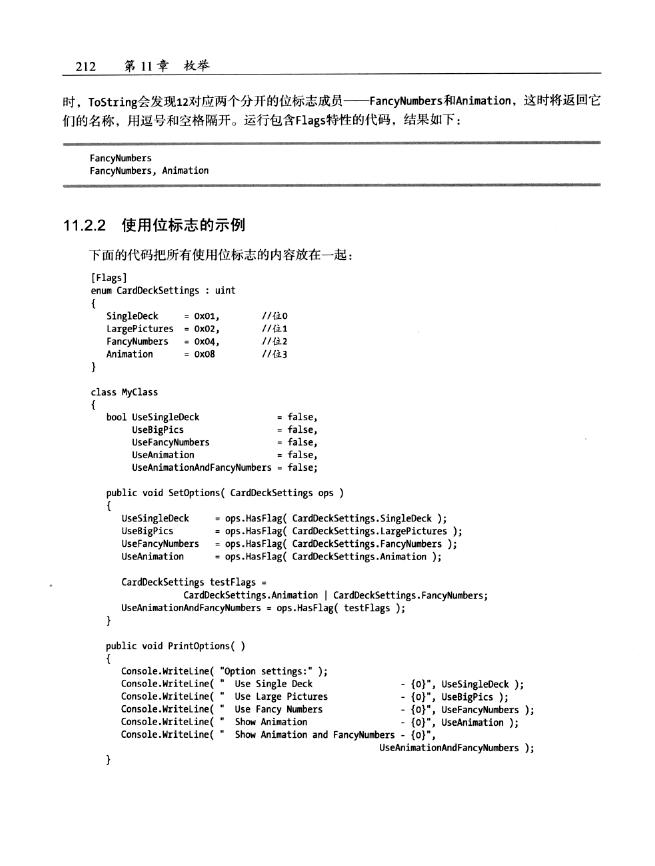 212 第 11 章 枚举
时，ToString会发现12对应两个分开的位标志成员——FancyNumbers和Animation，这时将返回它
们的名称，用逗号和空格隔开。运行包含Flags特性的代码，结果如下：
FancyNumbers
FancyNumbers, Animation
11.2.2 使用位标志的示例
下面的代码把所有使用位标志的内容放在一起：
[Flags]
enum CardDeckSettings : uint
{
SingleDeck = 0x01, //位0
LargePictures = 0x02, //位1
FancyNumbers = 0x04, //位2
Animation = 0x08 //位3
}
class MyClass
{
bool UseSingleDeck = false,
UseBigPics = false,
UseFancyNumbers = false,
UseAnimation = false,
UseAnimationAndFancyNumbers = false;
public void SetOptions( CardDeckSettings ops )
{
UseSingleDeck = ops.HasFlag( CardDeckSettings.SingleDeck );
UseBigPics = ops.HasFlag( CardDeckSettings.LargePictures );
UseFancyNumbers = ops.HasFlag( CardDeckSettings.FancyNumbers );
UseAnimation = ops.HasFlag( CardDeckSettings.Animation );
CardDeckSettings testFlags =
CardDeckSettings.Animation | CardDeckSettings.FancyNumbers;
UseAnimationAndFancyNumbers = ops.HasFlag( testFlags );
}
public void PrintOptions( )
{
Console.WriteLine( "Option settings:" );
Console.WriteLine( " Use Single Deck - {0}", UseSingleDeck );
Console.WriteLine( " Use Large Pictures - {0}", UseBigPics );
Console.WriteLine( " Use Fancy Numbers - {0}", UseFancyNumbers );
Console.WriteLine( " Show Animation - {0}", UseAnimation );
Console.WriteLine( " Show Animation and FancyNumbers - {0}",
UseAnimationAndFancyNumbers );
}